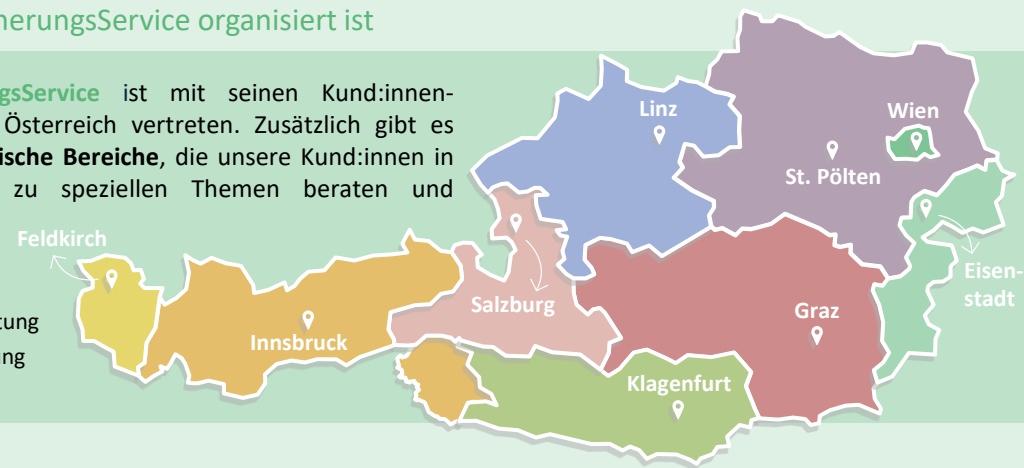 nerungsService organisiert ist
gsService ist mit seinen Kund:innen-
Österreich vertreten. Zusätzlich gibt es
ische Bereiche, die unsere Kund:innen in
zu speziellen Themen beraten und
tung
ung
Feldkirch
Innsbruck
Salzburg
Linz
St. Pölten
Wien
Eisen-
stadt
Graz
Klagenfurt